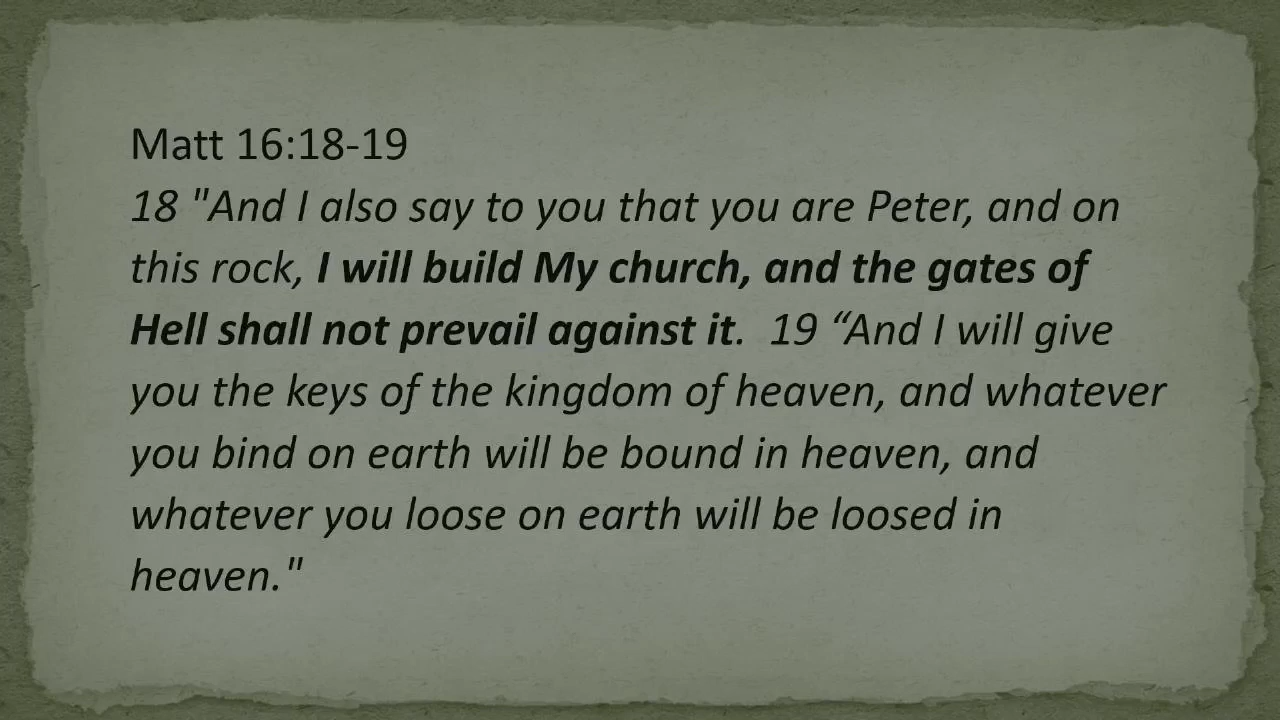 Matt 16:18-19
18 "And I also say to you that you are Peter, and on
this rock, I will build My church, and the gates of
Hell shall not prevail against it.  19 “And I will give
you the keys of the kingdom of heaven, and whatever
you bind on earth will be bound in heaven, and
whatever you loose on earth will be loosed in
heaven."